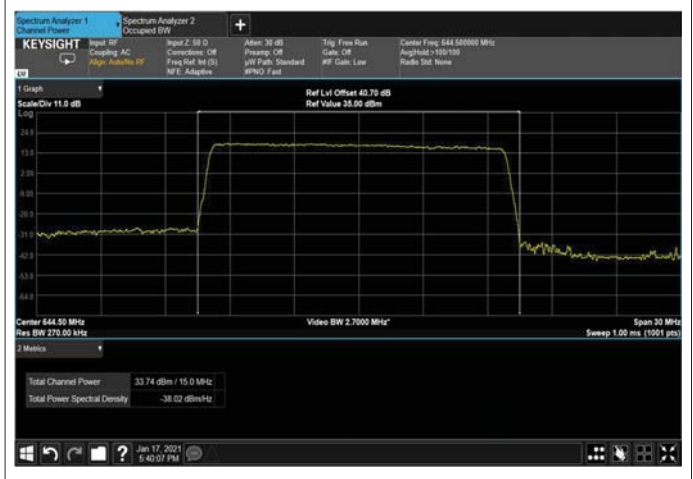 Spectrum Analyzer 1
Channel Power
Spectrum Analyzer 2
Occupied BW
+
KEYSIGHT
Input: RF
Coupling: AC
Align: Auto/No RF
Input Z: 50 Ω
Corrections: Off
Freq Ref: Int (S)
NFE: Adaptive
Atten: 30 dB
Preamp: Off
µW Path: Standard
#PNO: Fast
Trig: Free Run
Gate: Off
#IF Gain: Low
Center Freq: 644.500000 MHz
Avg|Hold:>100/100
Radio Std: None
LM
1 Graph
Scale/Div 11.0 dB
Ref Lvl Offset 40.70 dB
Ref Value 35.00 dBm
Log
24.0
13.0
2.00
-9.00
-20.0
-31.0
-42.0
-53.0
-64.0
Center 644.50 MHz
Video BW 2.7000 MHz*
Span 30 MHz
Res BW 270.00 kHz
Sweep 1.00 ms (1001 pts)
2 Metrics
Total Channel Power 33.74 dBm / 15.0 MHz
Total Power Spectral Density -38.02 dBm/Hz
?
Jan 17, 2021
5:40:07 PM